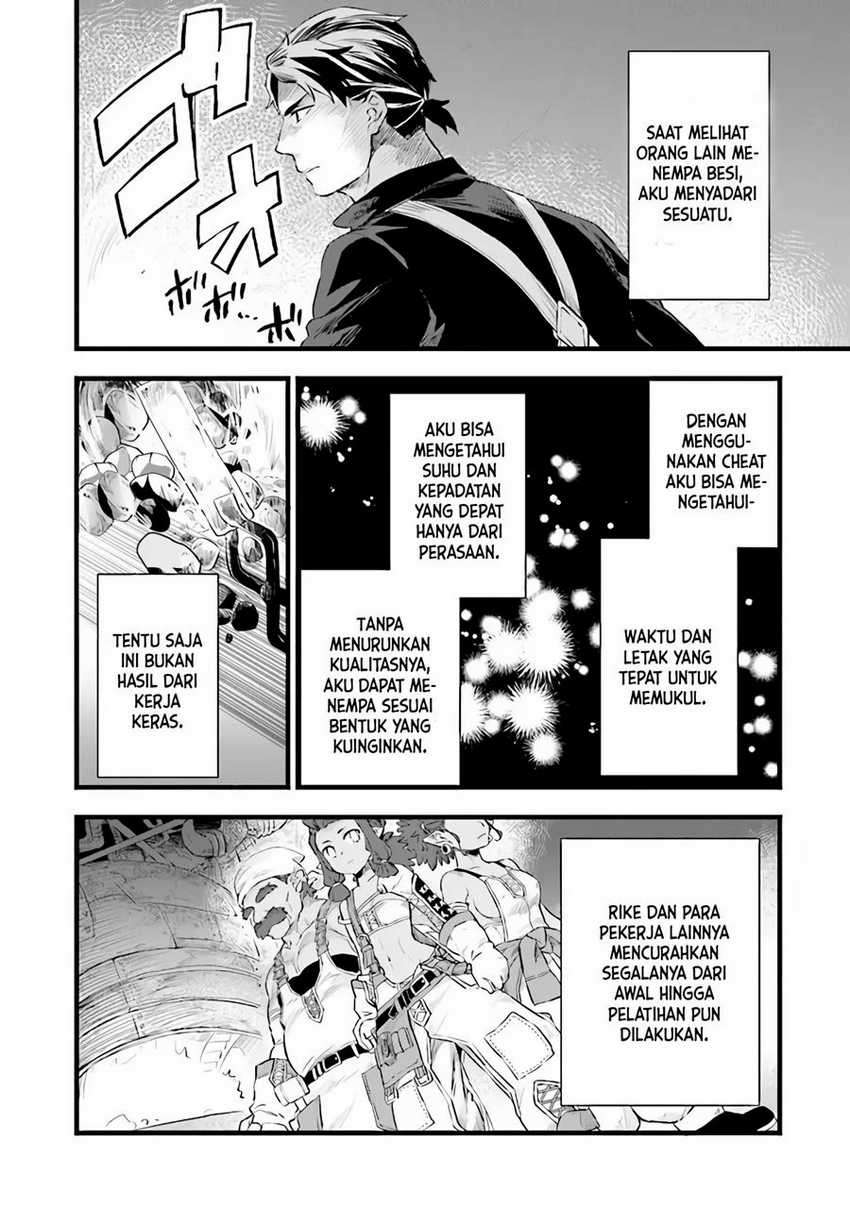 SAAT MELIHAT
ORANG LAIN ME-
NEMPA BESI,
AKU MENYADARI
SESUATU.
ゴォォ
ボボボ
DENGAN
MENGGU-
NAKAN CHEAT
AKU BISA ME-
NGETAHUI-
WAKTU DAN
LETAK YANG
TEPAT UNTUK
MEMUKUL.
AKU BISA
MENGETAHUI
SUHU DAN
KEPADATAN
YANG DEPAT
HANYA DARI
PERASAAN.
TANPA
MENURUNKAN
KUALITASNYA,
AKU DAPAT ME-
NEMPA SESUAI
BENTUK YANG
KUINGINKAN.
TENTU SAJA
INI BUKAN
HASIL DARI
KERJA
KERAS.
RIKE DAN PARA
PEKERJA LAINNYA
MENCURAHKAN
SEGALANYA DARI
AWAL HINGGA
PELATIHAN PUN
DILAKUKAN.